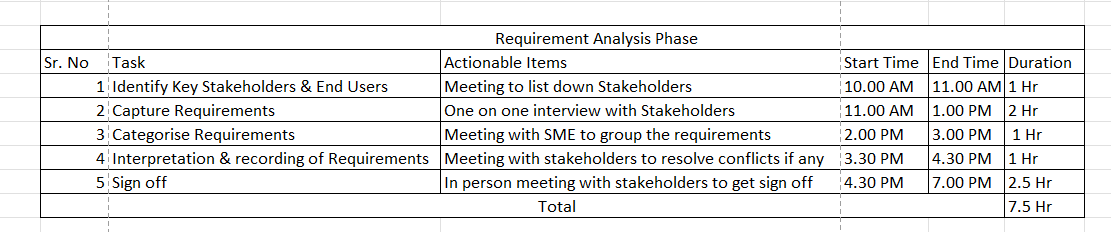 Requirement Analysis Phase
Sr. No Task Actionable Items Start Time End Time Duration
1 Identify Key Stakeholders & End Users Meeting to list down Stakeholders 10.00 AM 11.00 AM 1 Hr
2 Capture Requirements One on one interview with Stakeholders 11.00 AM 1.00 PM 2 Hr
3 Categorise Requirements Meeting with SME to group the requirements 2.00 PM 3.00 PM 1 Hr
4 Interpretation & recording of Requirements Meeting with stakeholders to resolve conflicts if any 3.30 PM 4.30 PM 1 Hr
5 Sign off In person meeting with stakeholders to get sign off 4.30 PM 7.00 PM 2.5 Hr
Total 7.5 Hr